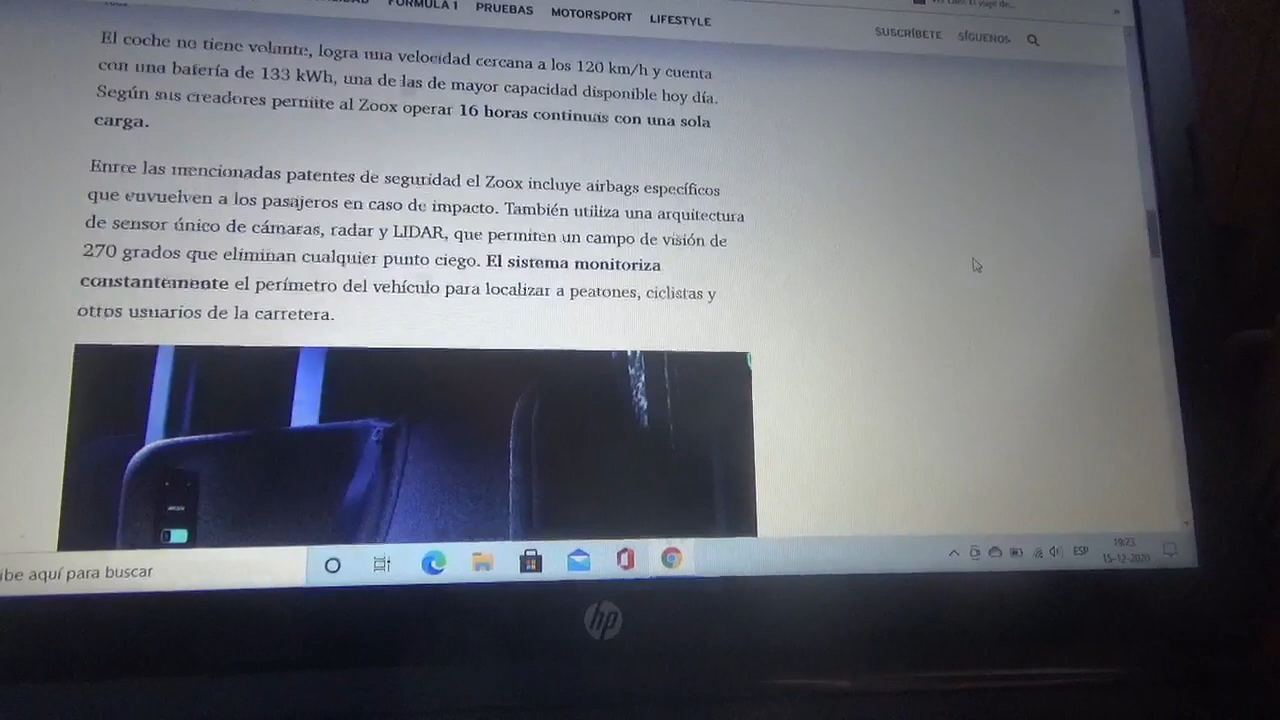 FORMULA 1 PRUEBAS MOTORSPORT LIFESTYLE
SUSCRÍBETE SÍGUENOS
El coche no tiene volante, logra una velocidad cercana a los 120 km/h y cuenta
con una batería de 133 kWh, una de las de mayor capacidad disponible hoy día.
Según sus creadores permite al Zoox operar 16 horas continuas con una sola
carga.
Entre las mencionadas patentes de seguridad el Zoox incluye airbags específicos
que envuelven a los pasajeros en caso de impacto. También utiliza una arquitectura
de sensor único de cámaras, radar y LIDAR, que permiten un campo de visión de
270 grados que eliminan cualquier punto ciego. El sistema monitoriza
constantemente el perímetro del vehículo para localizar a peatones, ciclistas y
otros usuarios de la carretera.
ibe aquí para buscar
ESP
19:23
15-12-2020
hp